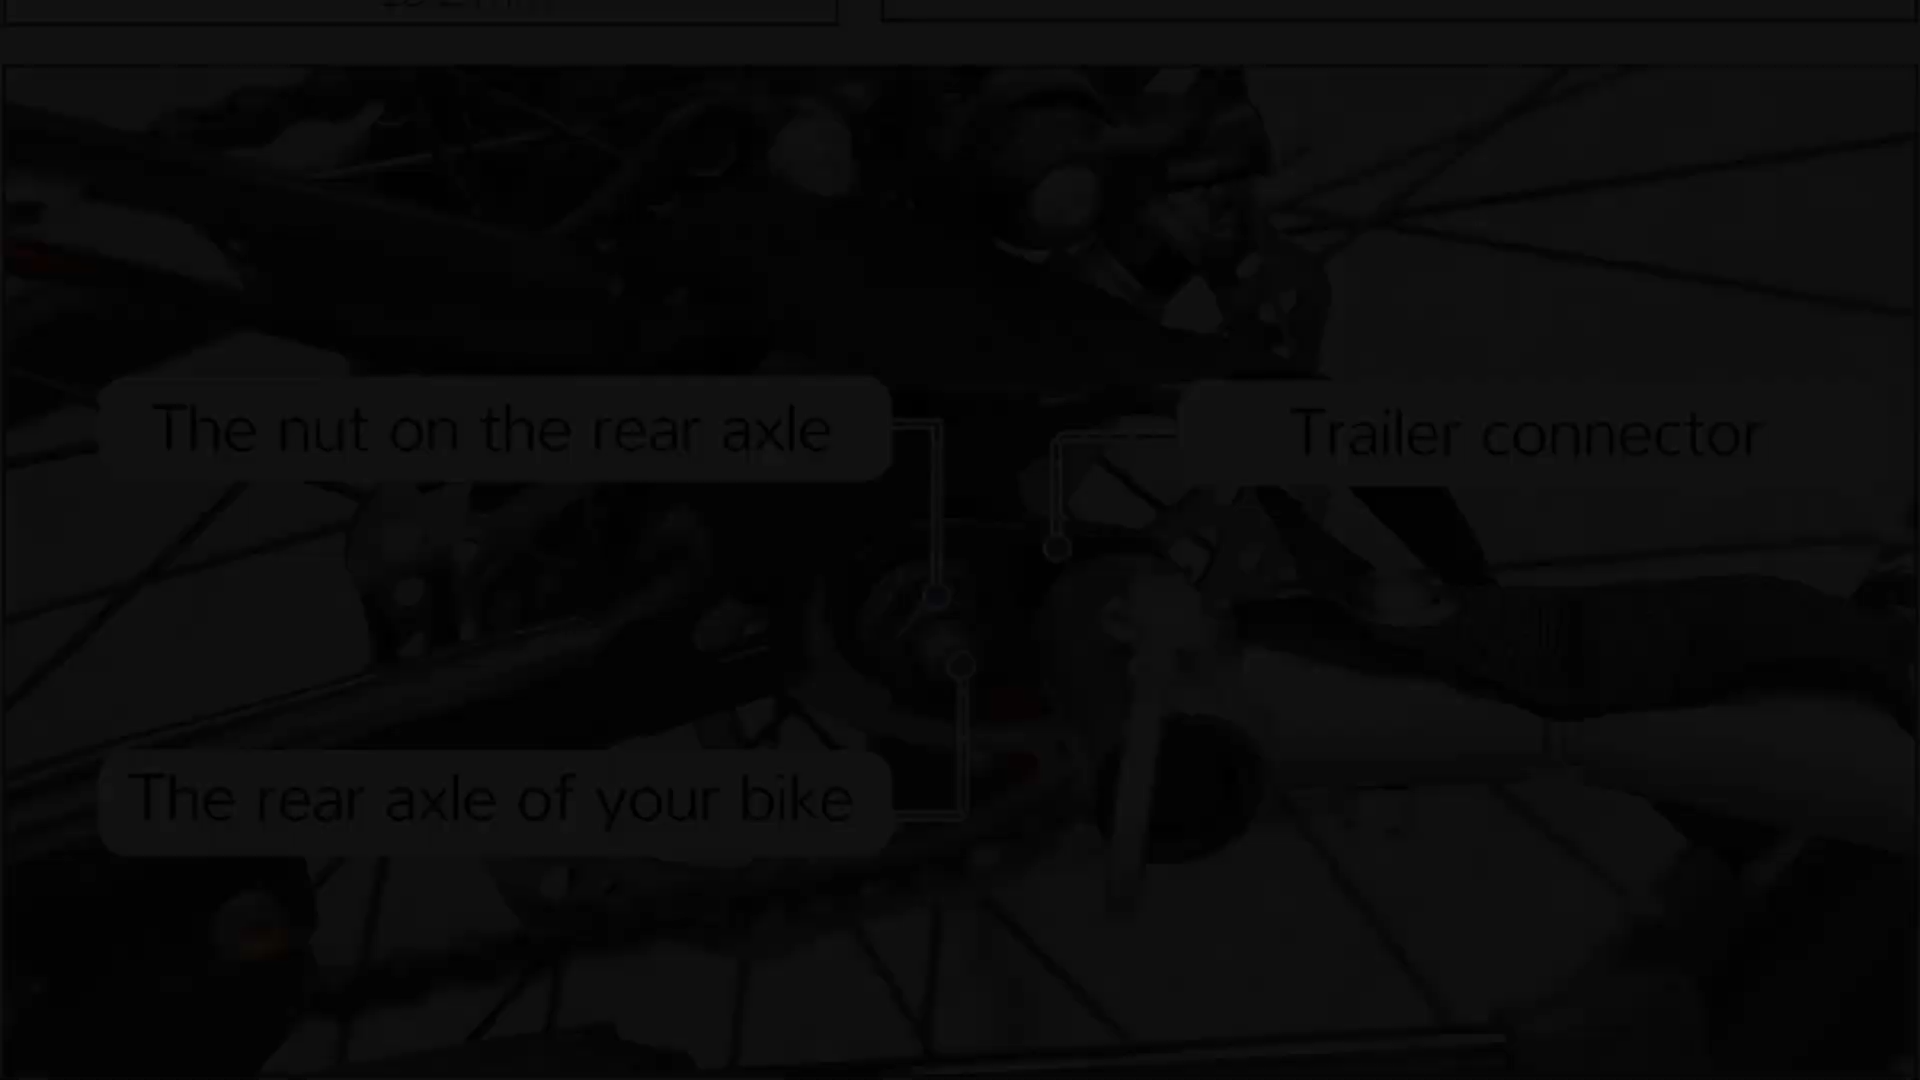 The nut on the rear axle
Trailer connector
The rear axle of your bike